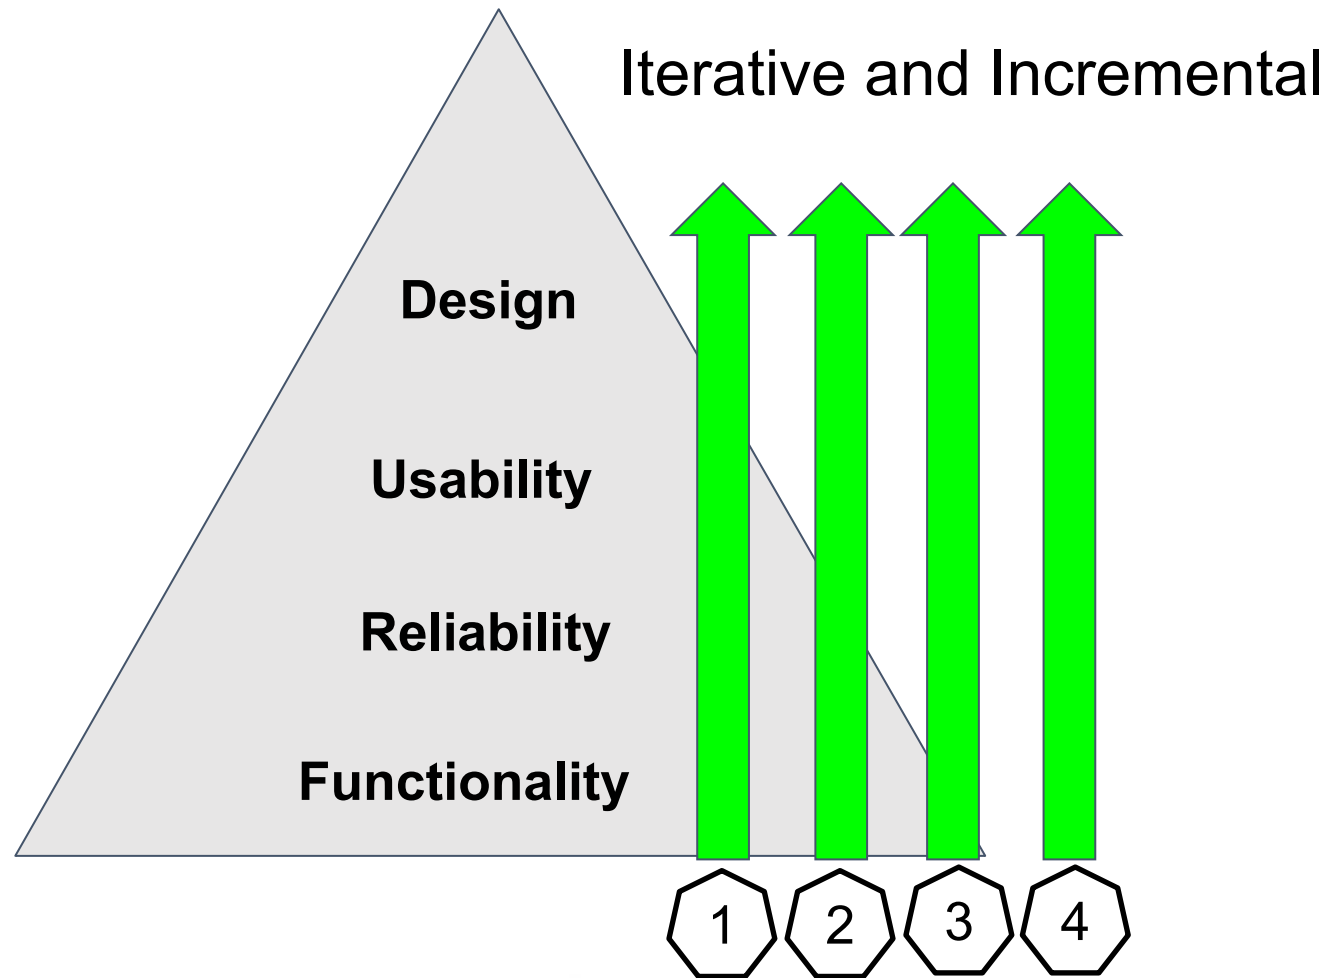 Iterative and Incremental
Design
Usability
Reliability
Functionality
1
2
3
4